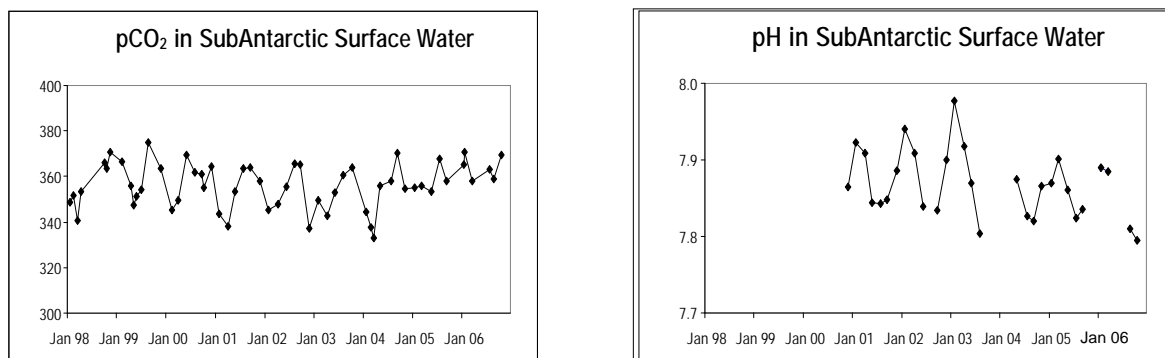 pCO₂ in SubAntarctic Surface Water
400
380
360
340
320
300
Jan 98 Jan 99 Jan 00 Jan 01 Jan 02 Jan 03 Jan 04 Jan 05 Jan 06
pH in SubAntarctic Surface Water
8.0
7.9
7.8
7.7
Jan 98 Jan 99 Jan 00 Jan 01 Jan 02 Jan 03 Jan 04 Jan 05 Jan 06